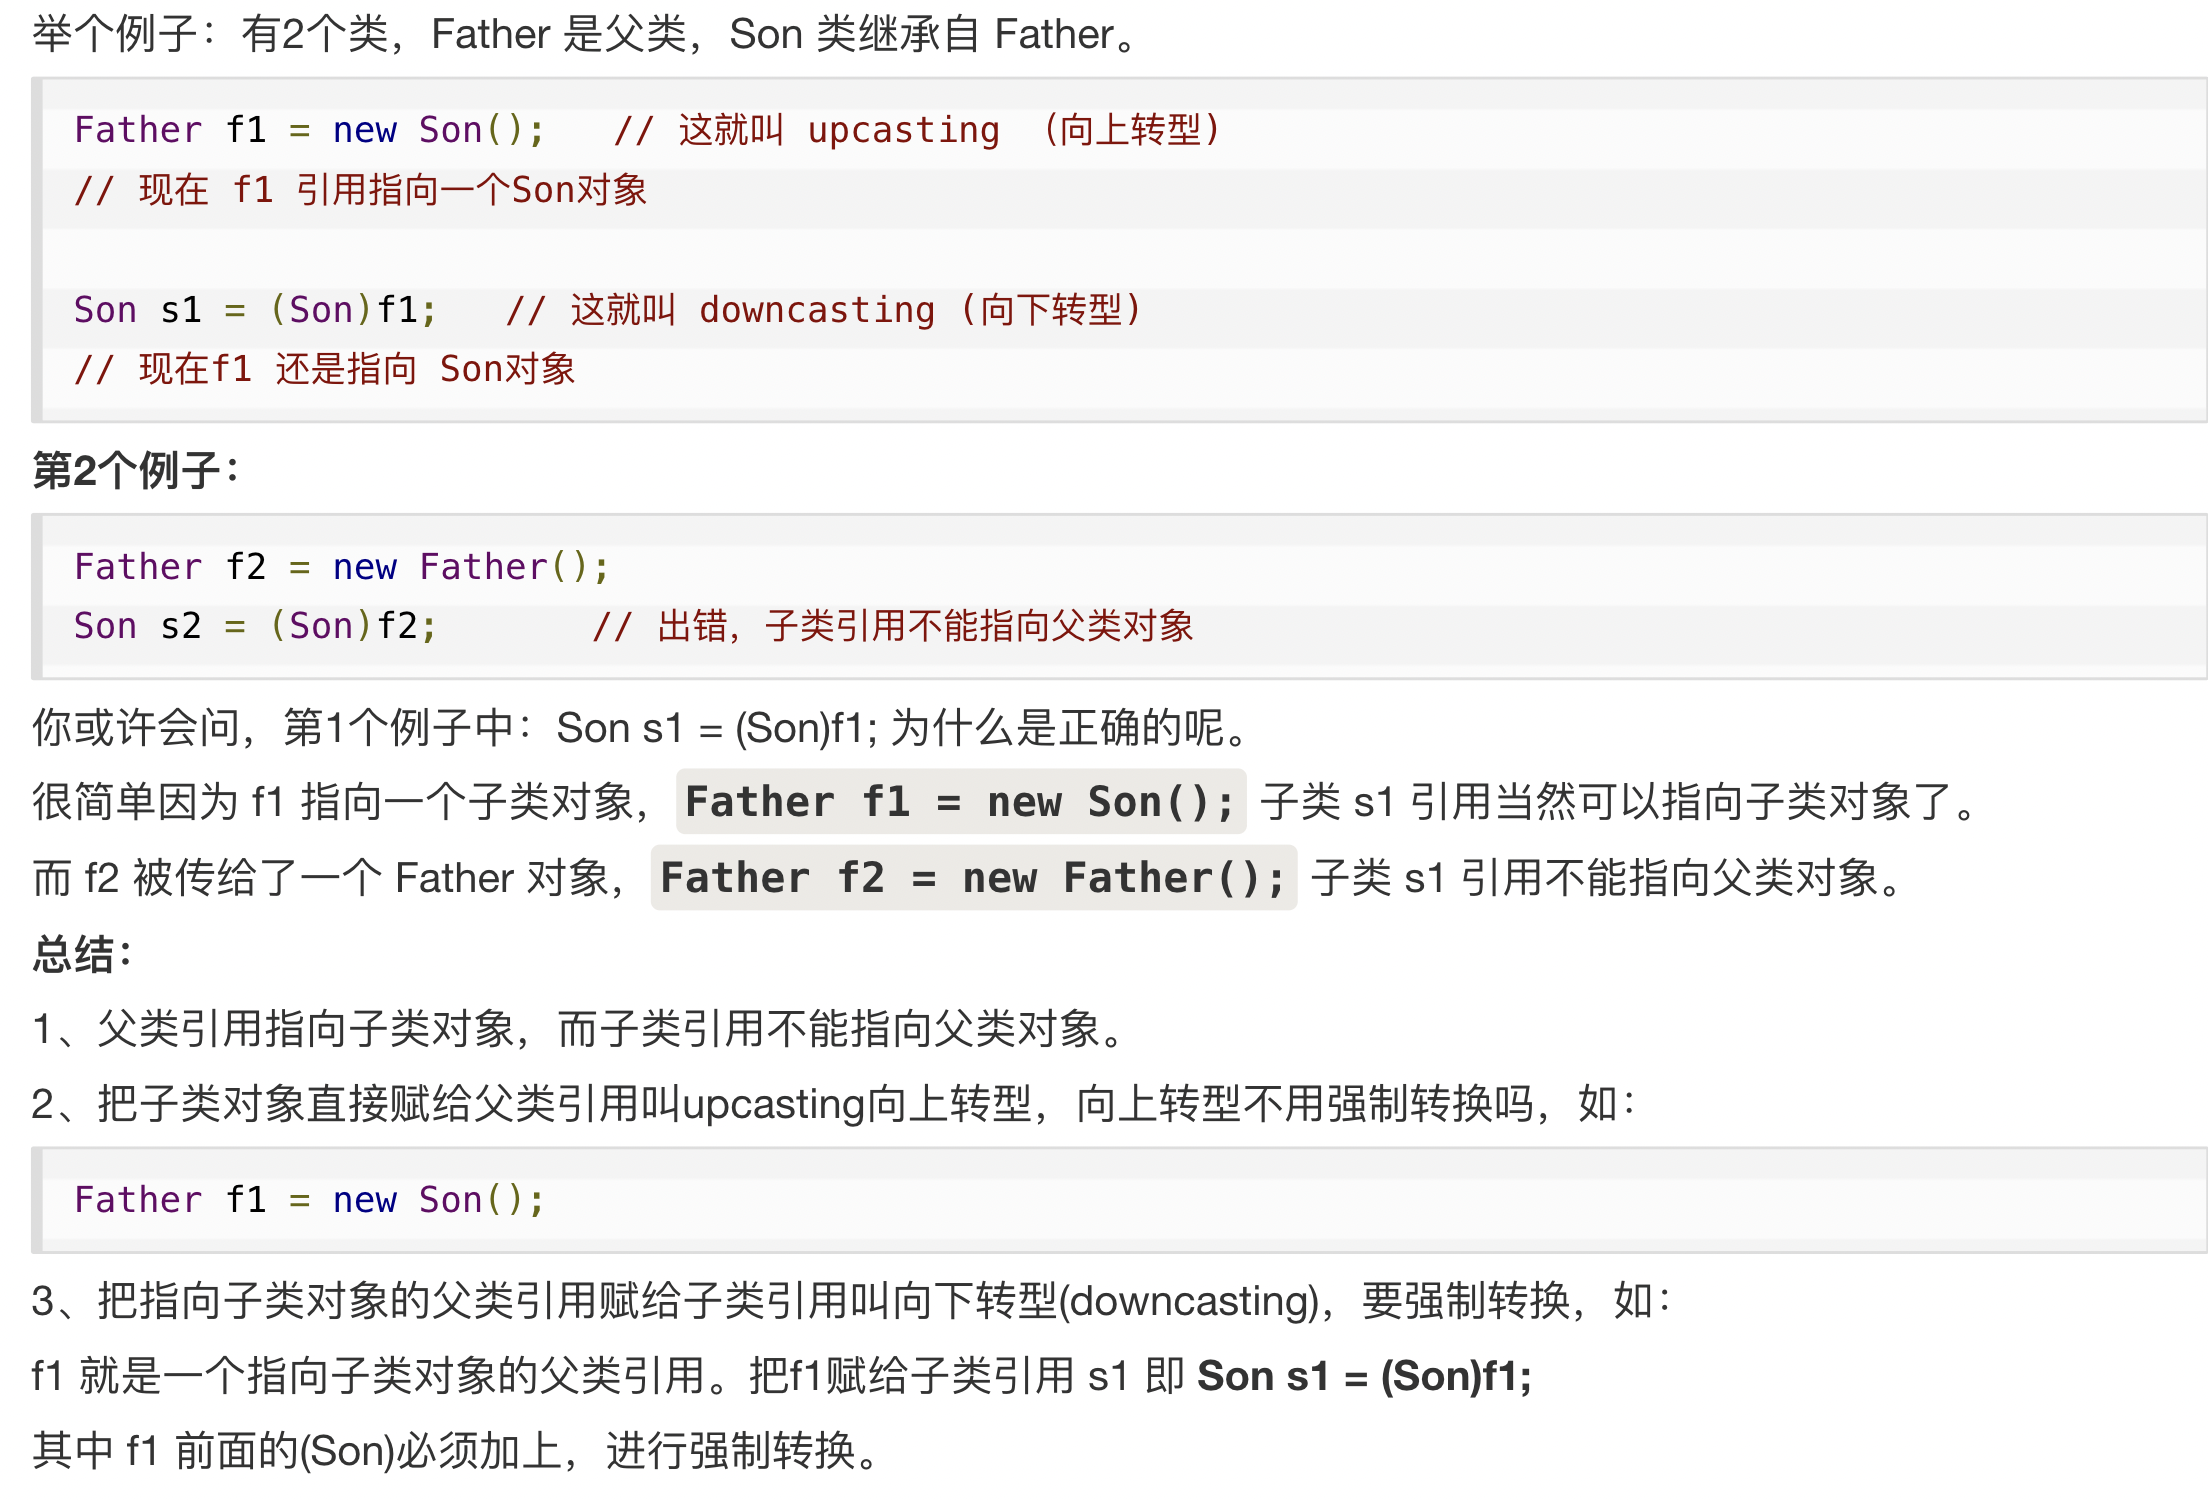 举个例子：有2个类，Father 是父类，Son 类继承自 Father。
Father f1 = new Son();   // 这就叫 upcasting （向上转型)
// 现在 f1 引用指向一个Son对象
Son s1 = (Son)f1;   // 这就叫 downcasting (向下转型)
// 现在f1 还是指向 Son对象
第2个例子：
Father f2 = new Father();
Son s2 = (Son)f2;       // 出错，子类引用不能指向父类对象
你或许会问，第1个例子中：Son s1 = (Son)f1; 为什么是正确的呢。
很简单因为 f1 指向一个子类对象，Father f1 = new Son(); 子类 s1 引用当然可以指向子类对象了。
而 f2 被传给了一个 Father 对象，Father f2 = new Father(); 子类 s1 引用不能指向父类对象。
总结：
1、父类引用指向子类对象，而子类引用不能指向父类对象。
2、把子类对象直接赋给父类引用叫upcasting向上转型，向上转型不用强制转换吗，如：
Father f1 = new Son();
3、把指向子类对象的父类引用赋给子类引用叫向下转型(downcasting)，要强制转换，如：
f1 就是一个指向子类对象的父类引用。把f1赋给子类引用 s1 即 Son s1 = (Son)f1;
其中 f1 前面的(Son)必须加上，进行强制转换。